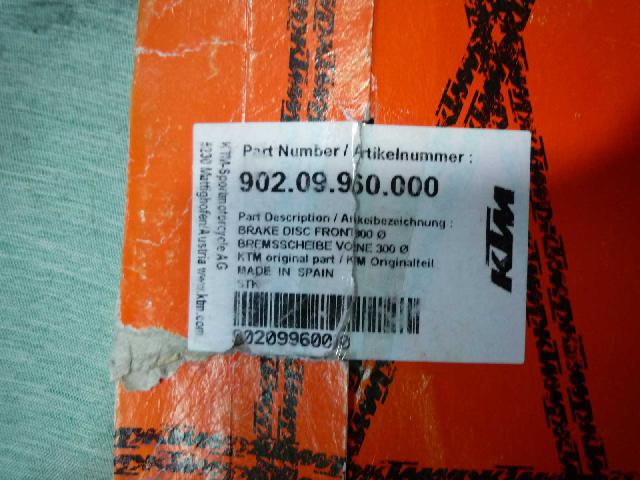 Part Number / Artikelnummer :
902.09.960.000
Part Description / Artikelbezeichnung :
BRAKE DISC FRONT 300 Ø
BREMSSCHEIBE VORNE 300 Ø
KTM original part / KTM Originalteil
MADE IN SPAIN
STK
KTM-Sportmotorcycle AG
5230 Mattighofen/Austria www.ktm.com
KTM